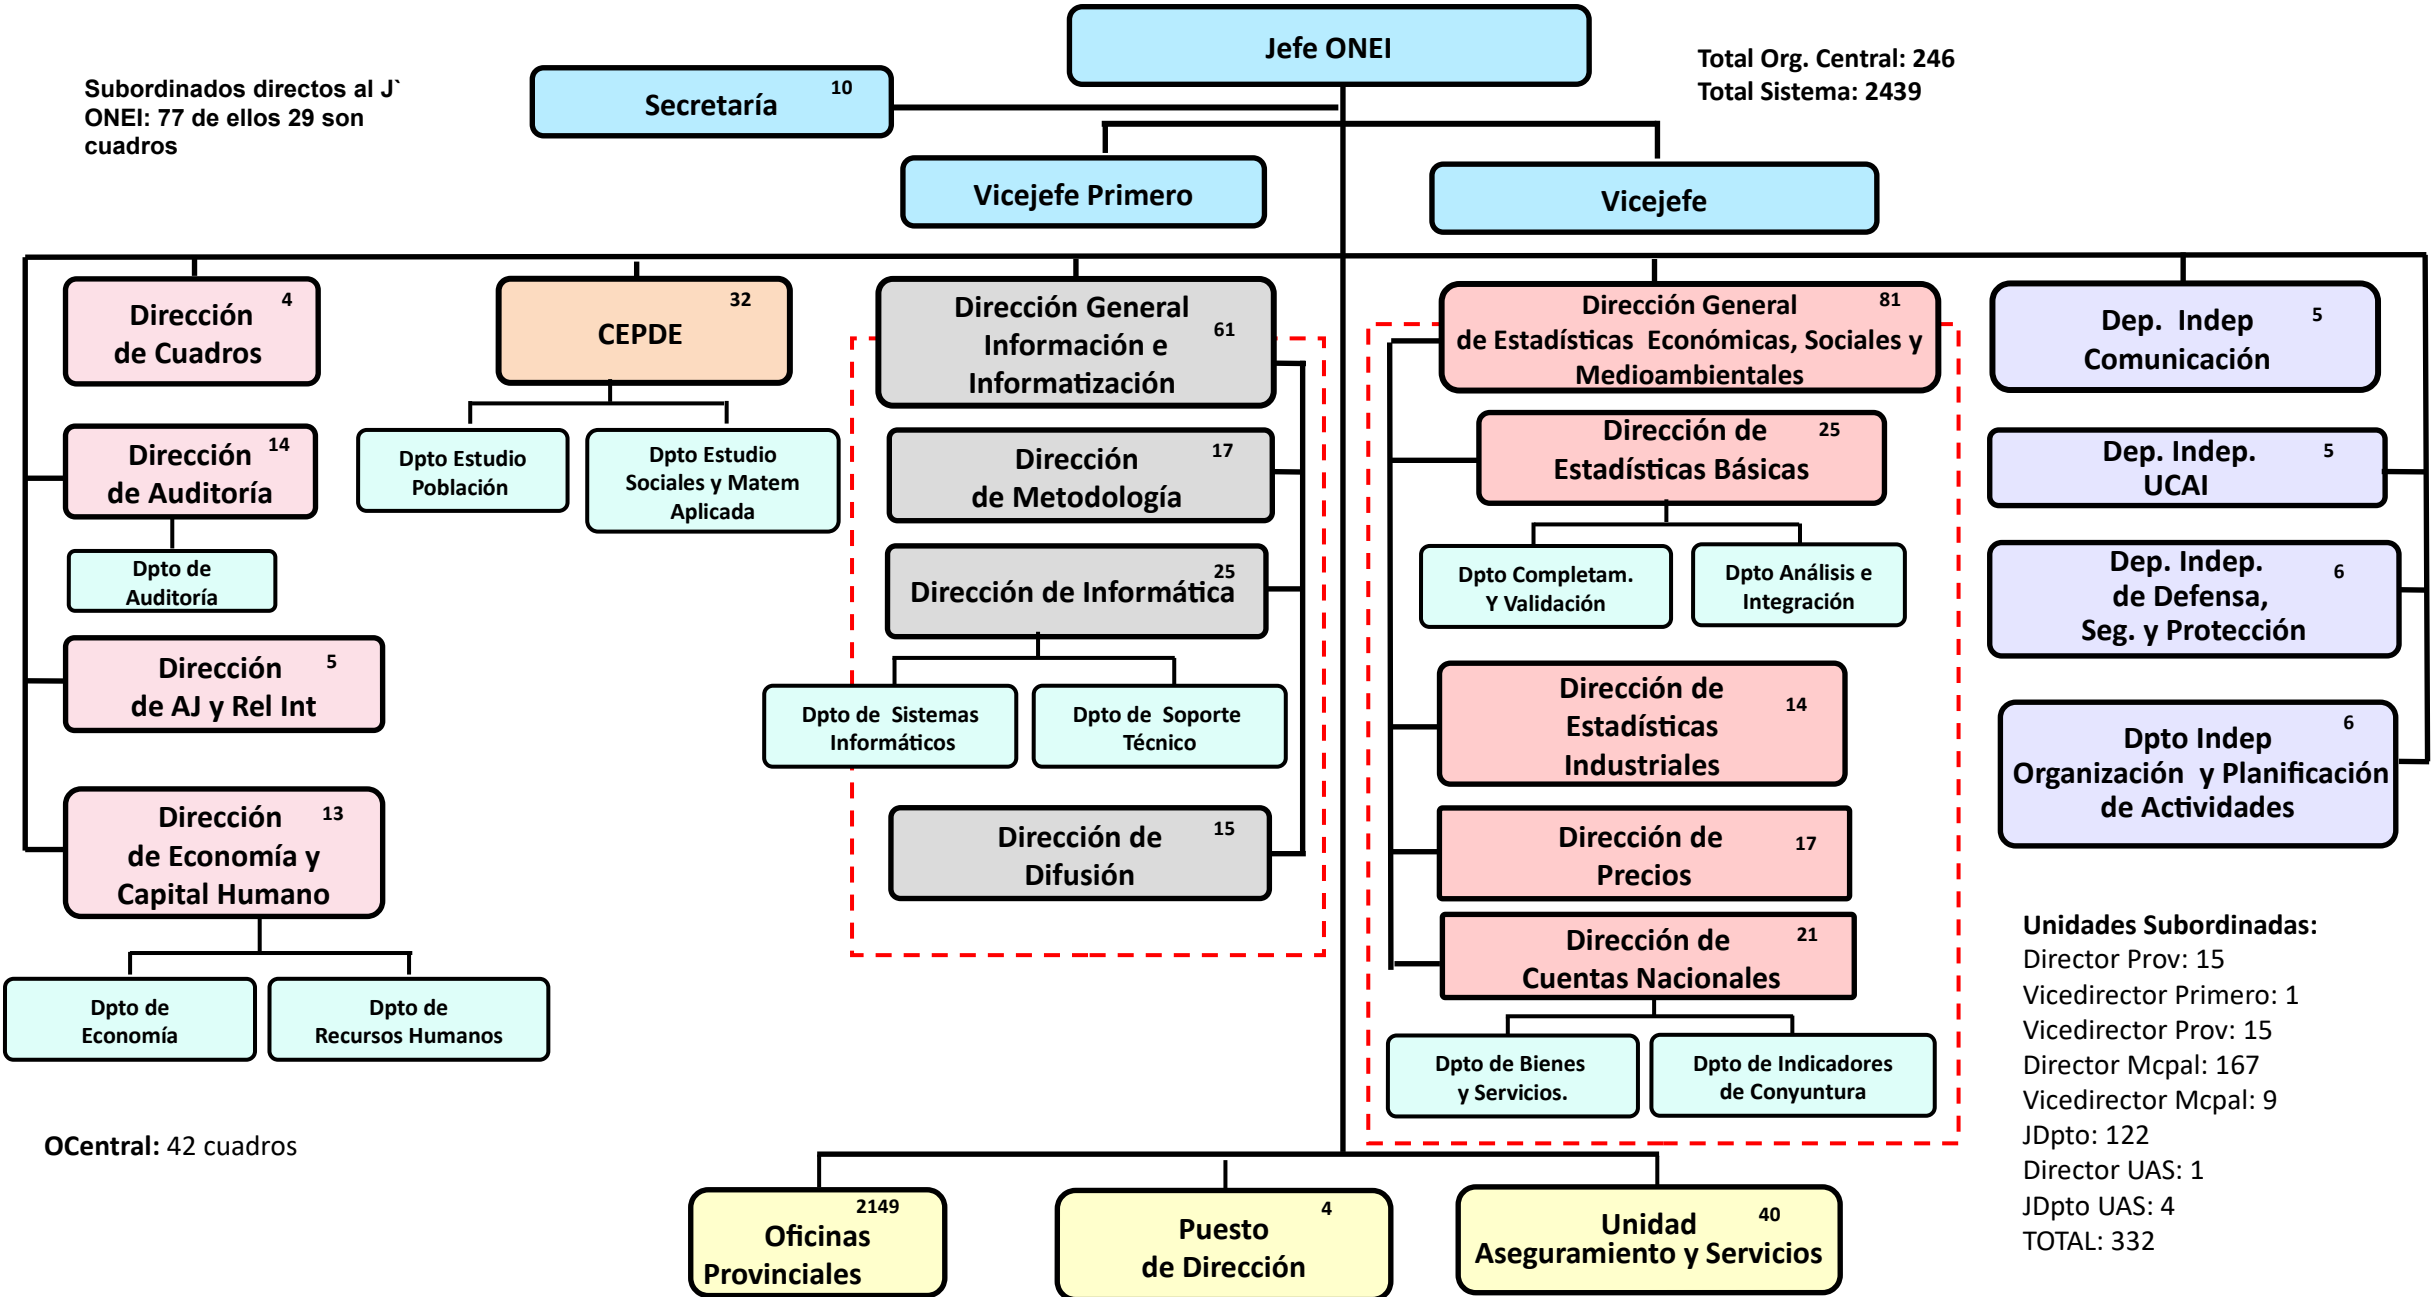 Jefe ONEI
Total Org. Central: 246
Total Sistema: 2439
Subordinados directos al J`
ONEI: 77 de ellos 29 son
cuadros
Secretaría 10
Vicejefe Primero
Vicejefe
Dirección 4
de Cuadros
Dirección 14
de Auditoría
Dpto de
Auditoría
Dirección 5
de AJ y Rel Int
Dirección 13
de Economía y
Capital Humano
Dpto de
Economía
Dpto de
Recursos Humanos
OCentral: 42 cuadros
32
CEPDE
Dpto Estudio
Población
Dpto Estudio
Sociales y Matem
Aplicada
Dirección General
Información e 61
Informatización
Dirección 17
de Metodología
25
Dirección de Informática
Dpto de Sistemas
Informáticos
Dpto de Soporte
Técnico
Dirección de 15
Difusión
Dirección General 81
de Estadísticas Económicas, Sociales y
Medioambientales
Dirección de 25
Estadísticas Básicas
Dpto Completam.
Y Validación
Dpto Análisis e
Integración
Dirección de
Estadísticas 14
Industriales
Dirección de 17
Precios
Dirección de 21
Cuentas Nacionales
Dpto de Bienes
y Servicios.
Dpto de Indicadores
de Conyuntura
Dep. Indep 5
Comunicación
Dep. Indep. 5
UCAI
Dep. Indep. 6
de Defensa,
Seg. y Protección
6
Dpto Indep
Organización y Planificación
de Actividades
Unidades Subordinadas:
Director Prov: 15
Vicedirector Primero: 1
Vicedirector Prov: 15
Director Mcpal: 167
Vicedirector Mcpal: 9
JDpto: 122
Director UAS: 1
JDpto UAS: 4
TOTAL: 332
2149
Oficinas
Provinciales
4
Puesto
de Dirección
Unidad 40
Aseguramiento y Servicios